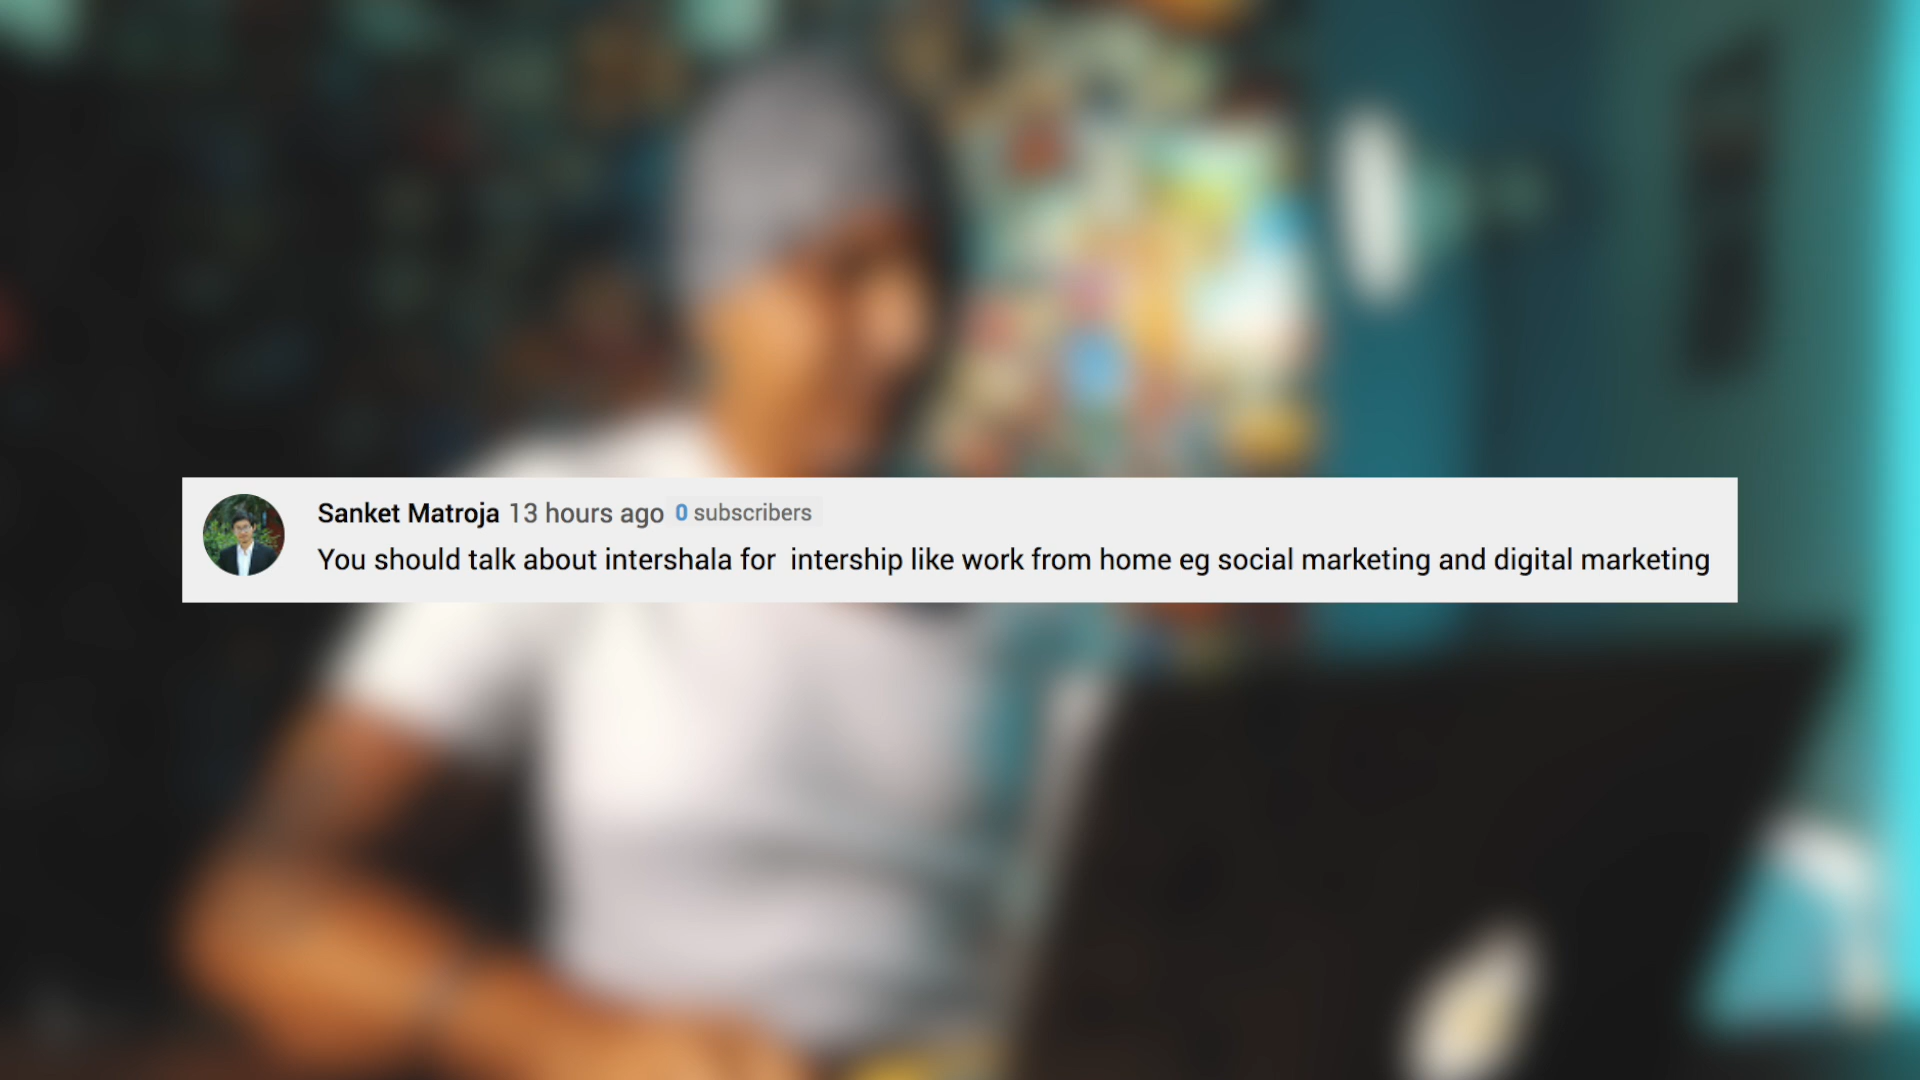 Sanket Matroja 13 hours ago 0 subscribers
You should talk about intershala for  intership like work from home eg social marketing and digital marketing